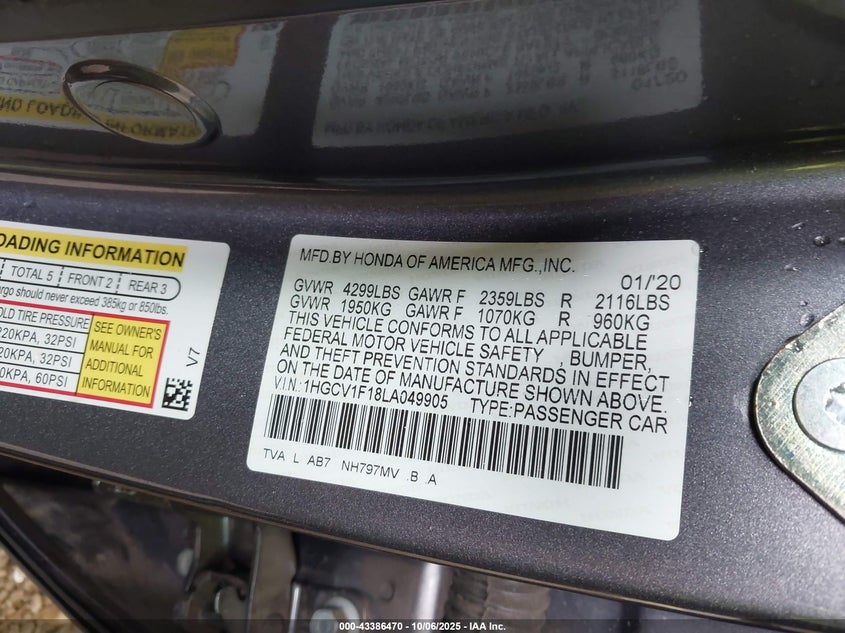 OADING INFORMATION
TOTAL 5 FRONT 2 REAR 3
rgo should never exceed 385kg or 850lbs.
OLD TIRE PRESSURE
220KPA, 32PSI
20KPA, 32PSI
0KPA, 60PSI
SEE OWNER'S
MANUAL FOR
ADDITIONAL
INFORMATION
V7
MFD.BY HONDA OF AMERICA MFG.,INC. 01/'20
GVWR 4299LBS GAWR F 2359LBS R 2116LBS
GVWR 1950KG GAWR F 1070KG R 960KG
THIS VEHICLE CONFORMS TO ALL APPLICABLE
FEDERAL MOTOR VEHICLE SAFETY , BUMPER,
AND THEFT PREVENTION STANDARDS IN EFFECT
ON THE DATE OF MANUFACTURE SHOWN ABOVE.
V.I.N.:1HGCV1F18LA049905 TYPE:PASSENGER CAR
TVA L AB7 NH797MV .B .A
000-43386470 | 10/06/2025 | IAA Inc.